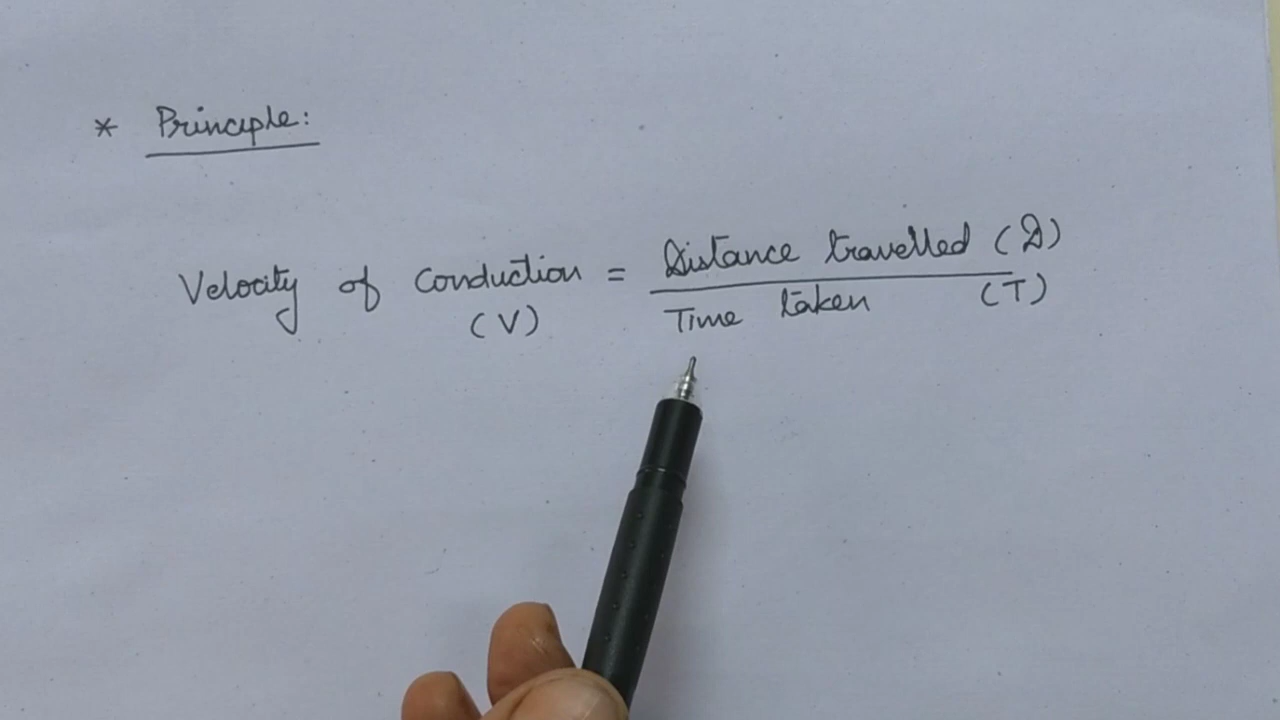 * Principle:
Velocity of Conduction = Distance travelled (D)
(V) Time taken (T)